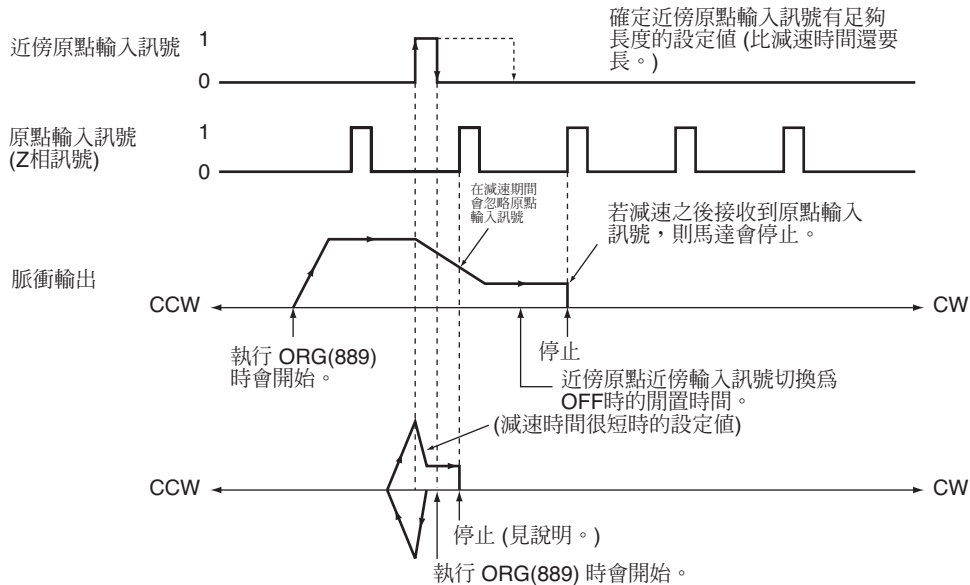 確定近傍原點輸入訊號有足夠
長度的設定值 (比減速時間還要
長。)
近傍原點輸入訊號
1
0
原點輸入訊號
(Z相訊號)
1
0
在減速期間
會忽略原點
輸入訊號
若減速之後接收到原點輸入
訊號，則馬達會停止。
脈衝輸出
CCW
CW
執行 ORG(889)
時會開始。
停止
近傍原點近傍輸入訊號切換爲
OFF時的閒置時間。
(減速時間很短時的設定值)
CCW
CW
停止 (見說明。)
執行 ORG(889) 時會開始。